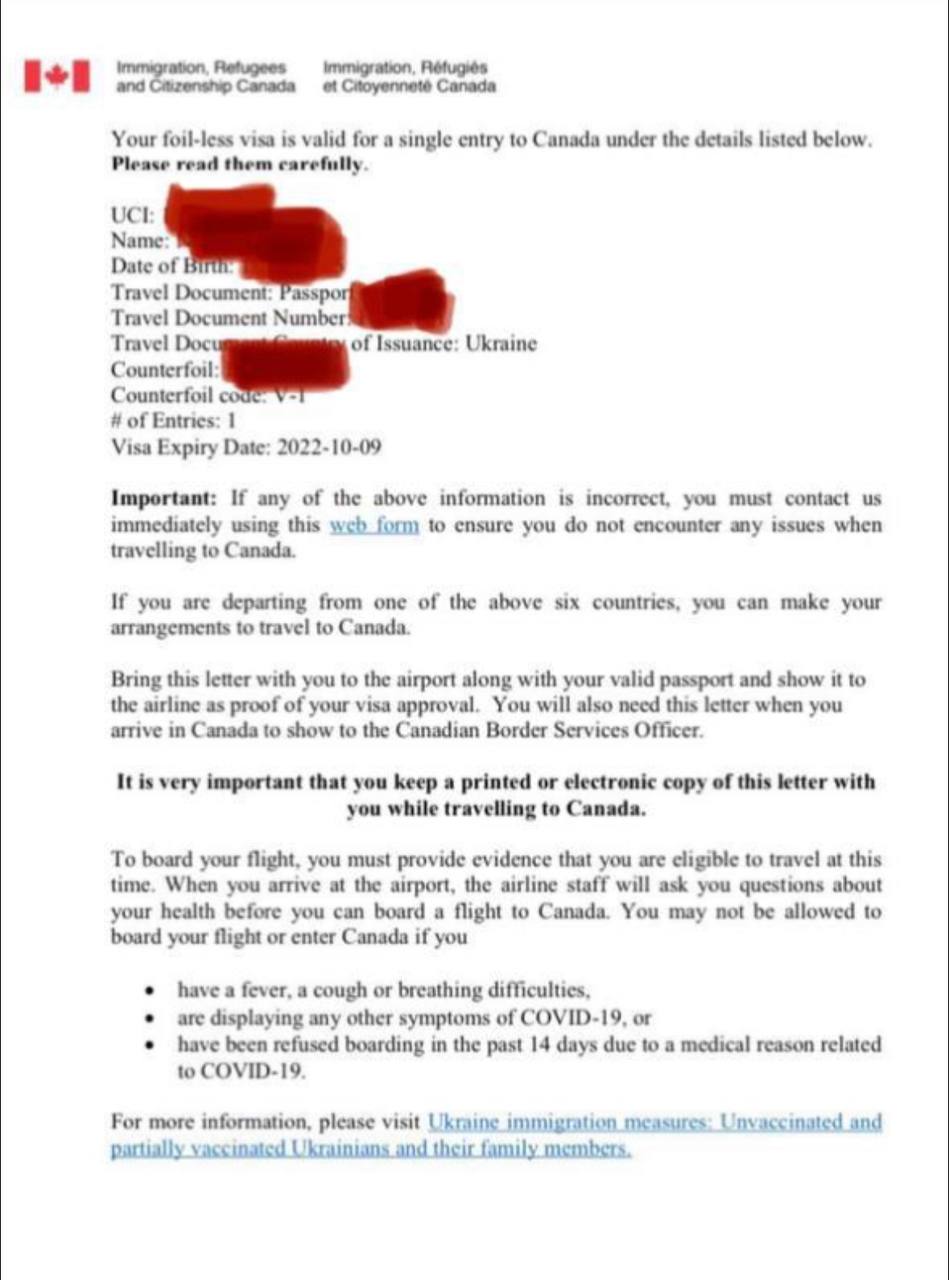 Immigration, Refugees
and Citizenship Canada
Immigration, Réfugiés
et Citoyenneté Canada
Your foil-less visa is valid for a single entry to Canada under the details listed below.
Please read them carefully.
UCI:
Name:
Date of Birth:
Travel Document: Passport
Travel Document Number:
Travel Document Country of Issuance: Ukraine
Counterfoil:
Counterfoil code: V-1
# of Entries: 1
Visa Expiry Date: 2022-10-09
Important: If any of the above information is incorrect, you must contact us
immediately using this web form to ensure you do not encounter any issues when
travelling to Canada.
If you are departing from one of the above six countries, you can make your
arrangements to travel to Canada.
Bring this letter with you to the airport along with your valid passport and show it to
the airline as proof of your visa approval. You will also need this letter when you
arrive in Canada to show to the Canadian Border Services Officer.
It is very important that you keep a printed or electronic copy of this letter with
you while travelling to Canada.
To board your flight, you must provide evidence that you are eligible to travel at this
time. When you arrive at the airport, the airline staff will ask you questions about
your health before you can board a flight to Canada. You may not be allowed to
board your flight or enter Canada if you
• have a fever, a cough or breathing difficulties,
• are displaying any other symptoms of COVID-19, or
• have been refused boarding in the past 14 days due to a medical reason related
to COVID-19.
For more information, please visit Ukraine immigration measures: Unvaccinated and
partially vaccinated Ukrainians and their family members.